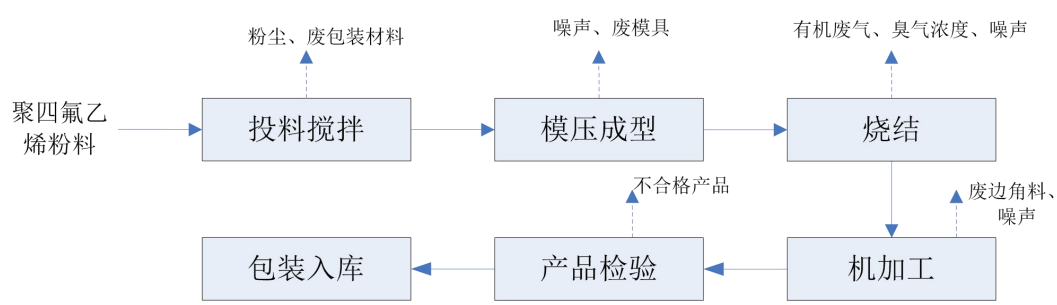 粉尘、废包装材料
噪声、废模具
有机废气、臭气浓度、噪声
聚四氟乙
烯粉料
投料搅拌
模压成型
烧结
不合格产品
废边角料、
噪声
包装入库
产品检验
机加工